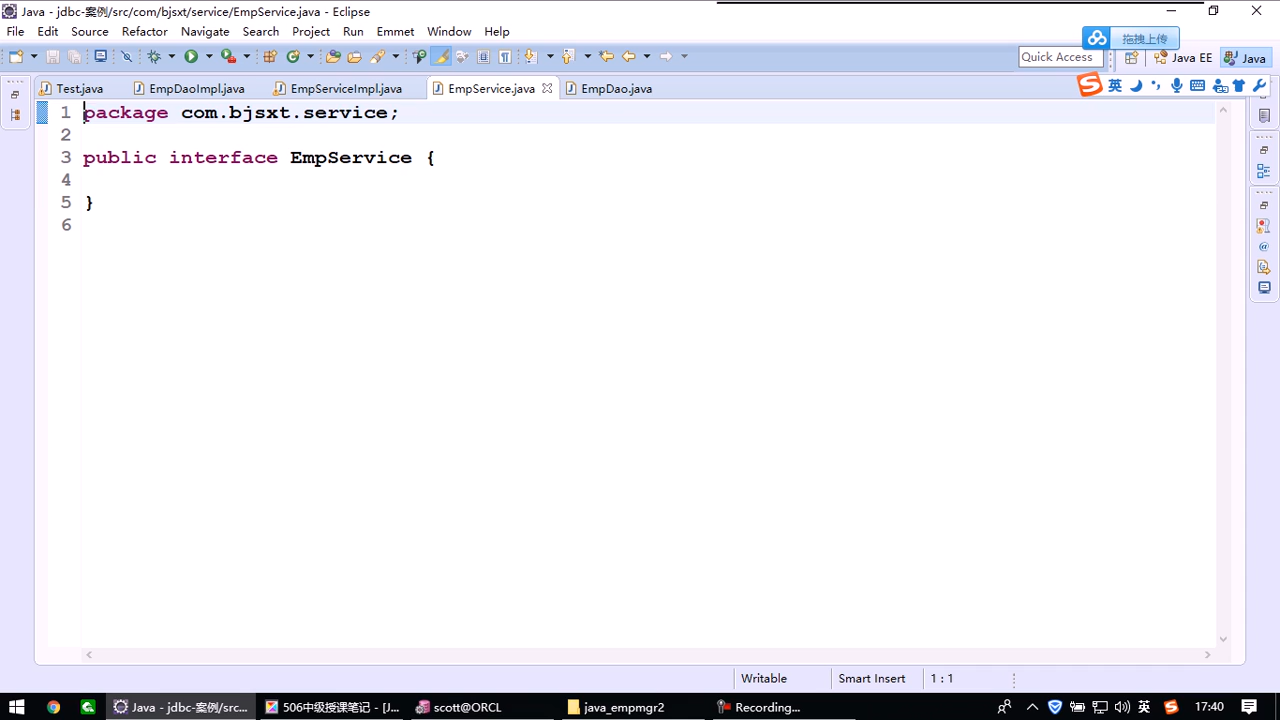 Java - jdbc-案例/src/com/bjsxt/service/EmpService.java - Eclipse
File Edit Source Refactor Navigate Search Project Run Emmet Window Help
拖拽上传
Quick Access Java EE Java
Test.java EmpDaoImpl.java EmpServiceImpl.java EmpService.java EmpDao.java
英
1 package com.bjsxt.service;
2
3 public interface EmpService {
4
5 }
6
Writable Smart Insert 1 : 1
Java - jdbc-案例/src... 506中级授课笔记 - [J... scott@ORCL java_empmgr2 Recording... 英 17:40